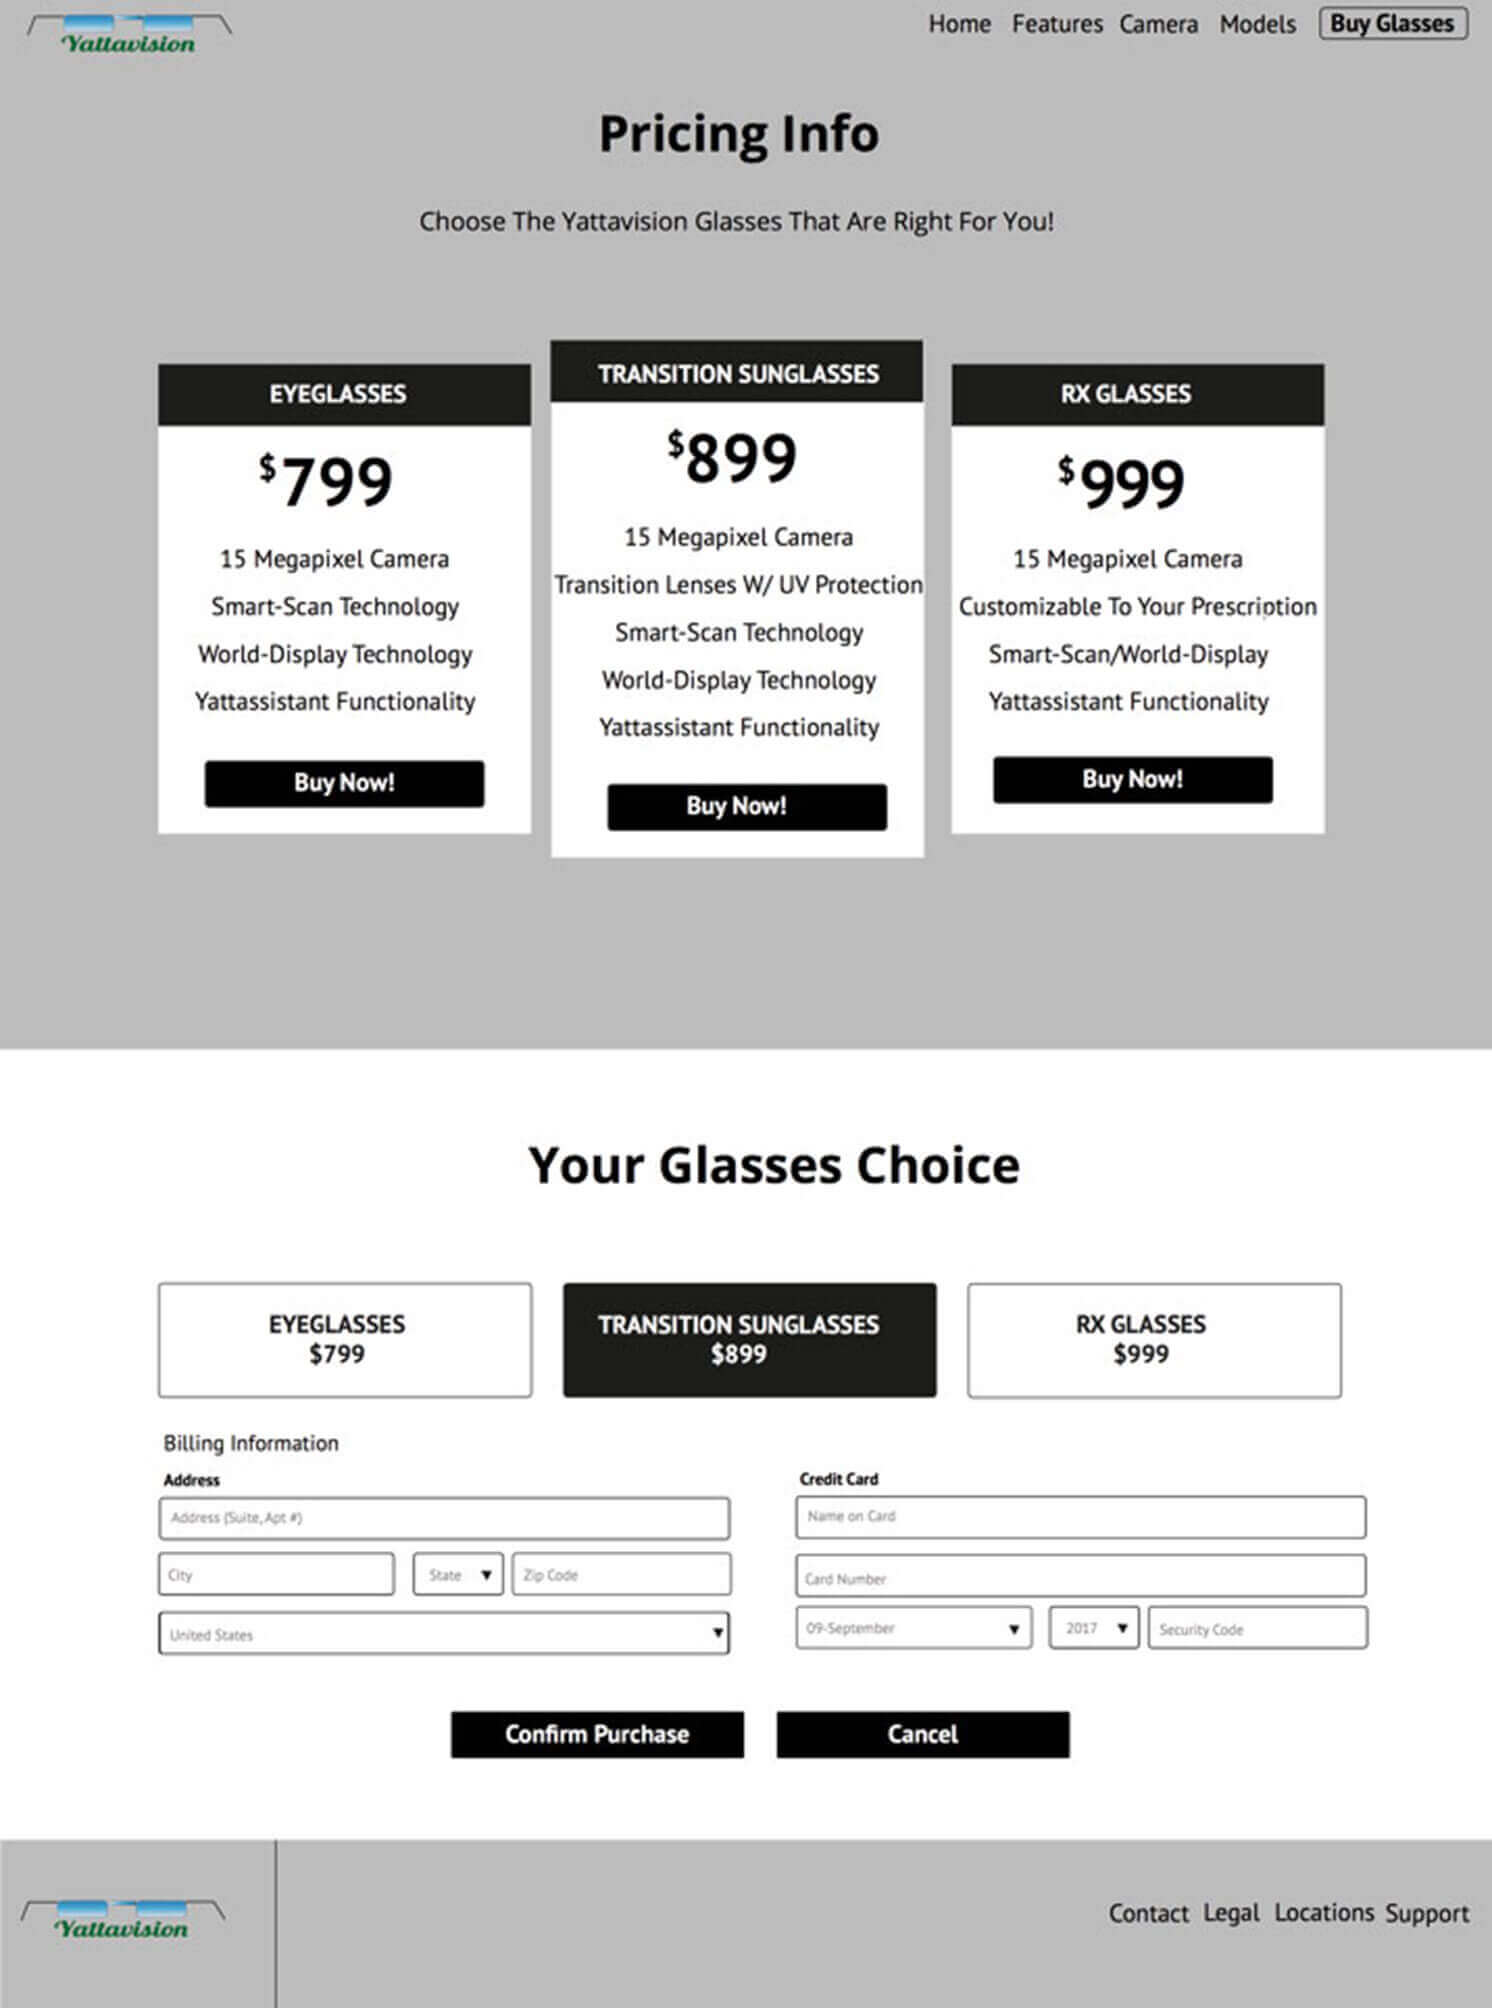 Yattavision
Home Features Camera Models Buy Glasses
Pricing Info
Choose The Yattavision Glasses That Are Right For You!
EYEGLASSES
$799
15 Megapixel Camera
Smart-Scan Technology
World-Display Technology
Yattassistant Functionality
Buy Now!
TRANSITION SUNGLASSES
$899
15 Megapixel Camera
Transition Lenses W/ UV Protection
Smart-Scan Technology
World-Display Technology
Yattassistant Functionality
Buy Now!
RX GLASSES
$999
15 Megapixel Camera
Customizable To Your Prescription
Smart-Scan/World-Display
Yattassistant Functionality
Buy Now!
Your Glasses Choice
EYEGLASSES
$799
TRANSITION SUNGLASSES
$899
RX GLASSES
$999
Billing Information
Address
Address (Suite, Apt #)
City
State
Zip Code
United States
Credit Card
Name on Card
Card Number
09-September
2017
Security Code
Confirm Purchase
Cancel
Yattavision
Contact Legal Locations Support